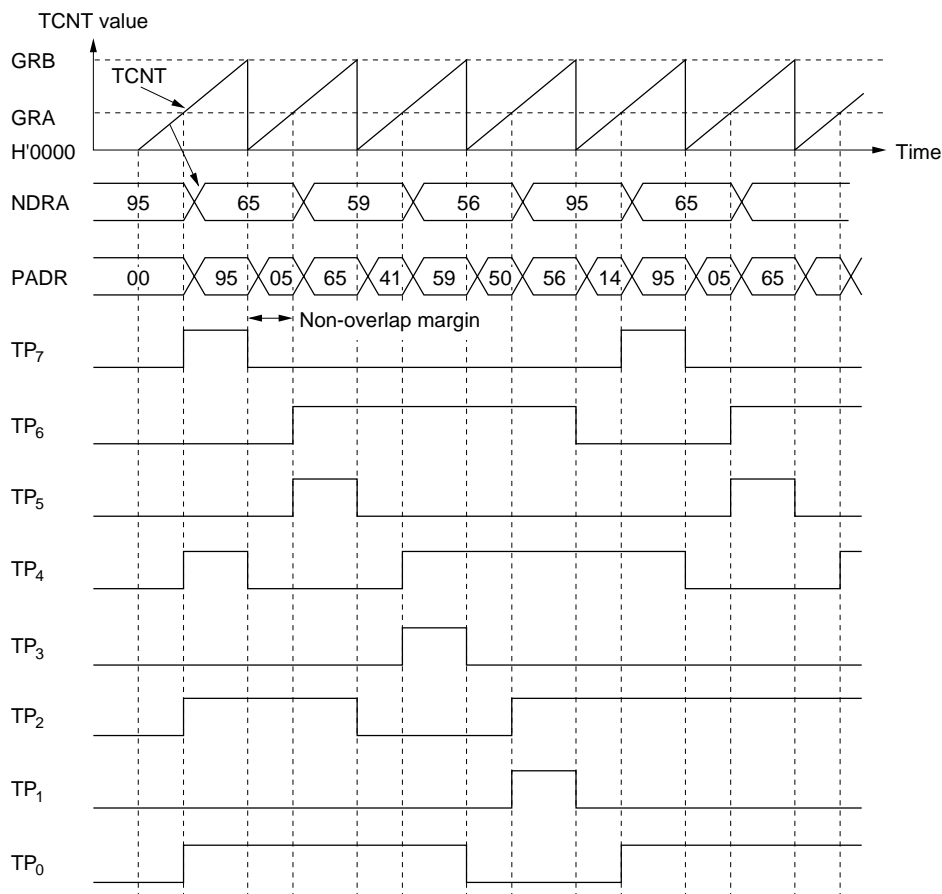 TCNT value
GRB
TCNT
GRA
H'0000
Time
NDRA 95 65 59 56 95 65
PADR 00 95 05 65 41 59 50 56 14 95 05 65
Non-overlap margin
TP7
TP6
TP5
TP4
TP3
TP2
TP1
TP0